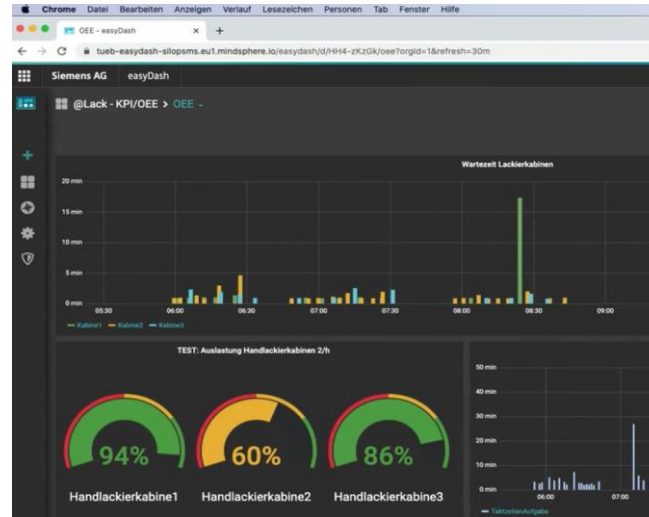 Chrome Datei Bearbeiten Anzeigen Verlauf Lesezeichen Personen Tab Fenster Hilfe
OEE - easyDash
tueb-easydash-silopsms.eu1.mindsphere.io/easydash/d/HH4-zKzGk/oee?orgId=1&refresh=30m
Siemens AG easyDash
@Lack - KPI/OEE > OEE -
Wartezeit Lackierkabinen
20 min
15 min
10 min
5 min
0 min
05:30 06:00 06:30 07:00 07:30 08:00 08:30 09:00
Kabine1 Kabine2 Kabine3
TEST: Auslastung Handlackierkabinen 2/h
94% 60% 86%
Handlackierkabine1 Handlackierkabine2 Handlackierkabine3
50 min
40 min
30 min
20 min
10 min
0 min
06:00 07:00
TaktzeitenAufgabe